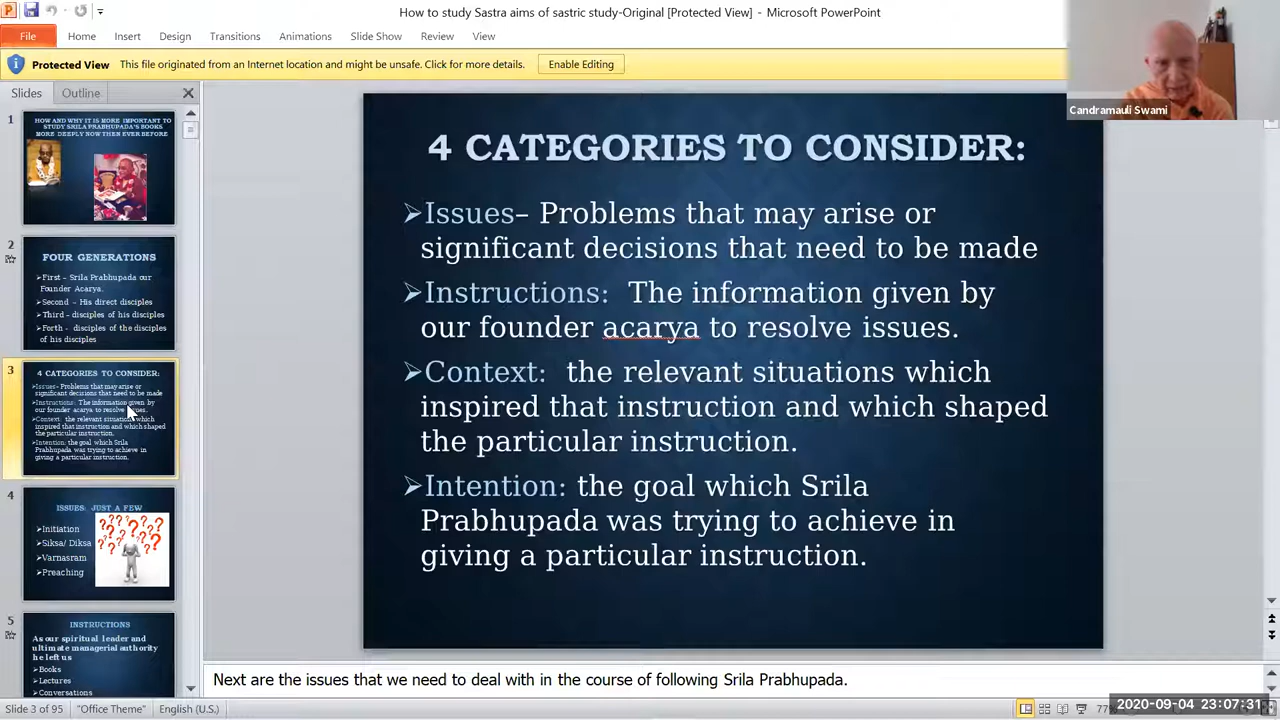 How to study Sastra aims of sastric study-Original [Protected View] - Microsoft PowerPoint
File Home Insert Design Transitions Animations Slide Show Review View
Protected View This file originated from an Internet location and might be unsafe. Click for more details. Enable Editing
Candramauli Swami
Slides Outline
1
HOW AND WHY IT IS MORE IMPORTANT TO
STUDY SRILA PRABHUPADA'S BOOKS
MORE DEEPLY NOW THEN EVER BEFORE
2
FOUR GENERATIONS
➢First – Srila Prabhupada our
Founder Acarya.
➢Second – His direct disciples
➢Third – disciples of his disciples
➢Forth – disciples of the disciples
of his disciples
3
4 CATEGORIES TO CONSIDER:
➢Issues– Problems that may arise or
significant decisions that need to be made
➢Instructions: The information given by
our founder acarya to resolve issues.
➢Context: the relevant situations which
inspired that instruction and which shaped
the particular instruction.
➢Intention: the goal which Srila
Prabhupada was trying to achieve in
giving a particular instruction.
4
ISSUES: JUST A FEW
➢Initiation
➢Siksa/ Diksa
➢Varnasram
➢Preaching
5
INSTRUCTIONS
As our spiritual leader and
ultimate managerial authority
he left us
➢Books
➢Lectures
➢Conversations
4 CATEGORIES TO CONSIDER:
➢Issues– Problems that may arise or
significant decisions that need to be made
➢Instructions: The information given by
our founder acarya to resolve issues.
➢Context: the relevant situations which
inspired that instruction and which shaped
the particular instruction.
➢Intention: the goal which Srila
Prabhupada was trying to achieve in
giving a particular instruction.
Next are the issues that we need to deal with in the course of following Srila Prabhupada.
Slide 3 of 95 "Office Theme" English (U.S.) 77%
2020-09-04 23:07:31